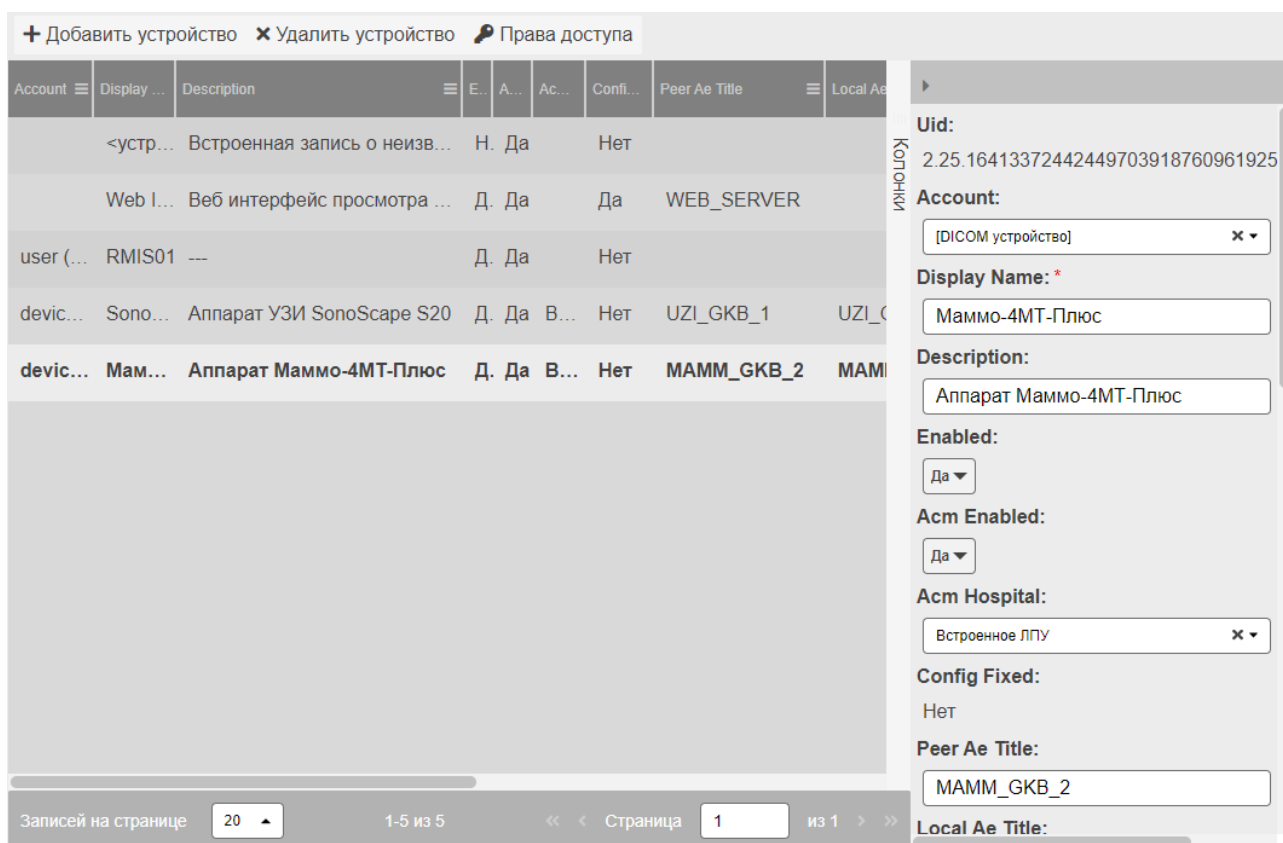 Добавить устройство Удалить устройство Права доступа
Account Display ... Description E.. A... Ac... Confi... Peer Ae Title Local Ae
<устр... Встроенная запись о неизв... Н. Да Нет
Web I... Веб интерфейс просмотра ... Д. Да Да WEB_SERVER
user (... RMIS01 --- Д. Да Нет
devic... Sono... Аппарат УЗИ SonoScape S20 Д. Да В... Нет UZI_GKB_1 UZI_G
devic... Мам... Аппарат Маммо-4МТ-Плюс Д. Да В... Нет MAMM_GKB_2 MAMM
Колонки
Uid:
2.25.16413372442449703918760961925
Account:
[DICOM устройство]
Display Name: *
Маммо-4МТ-Плюс
Description:
Аппарат Маммо-4МТ-Плюс
Enabled:
Да
Acm Enabled:
Да
Acm Hospital:
Встроенное ЛПУ
Config Fixed:
Нет
Peer Ae Title:
MAMM_GKB_2
Local Ae Title:
Записей на странице 20 1-5 из 5 Страница 1 из 1